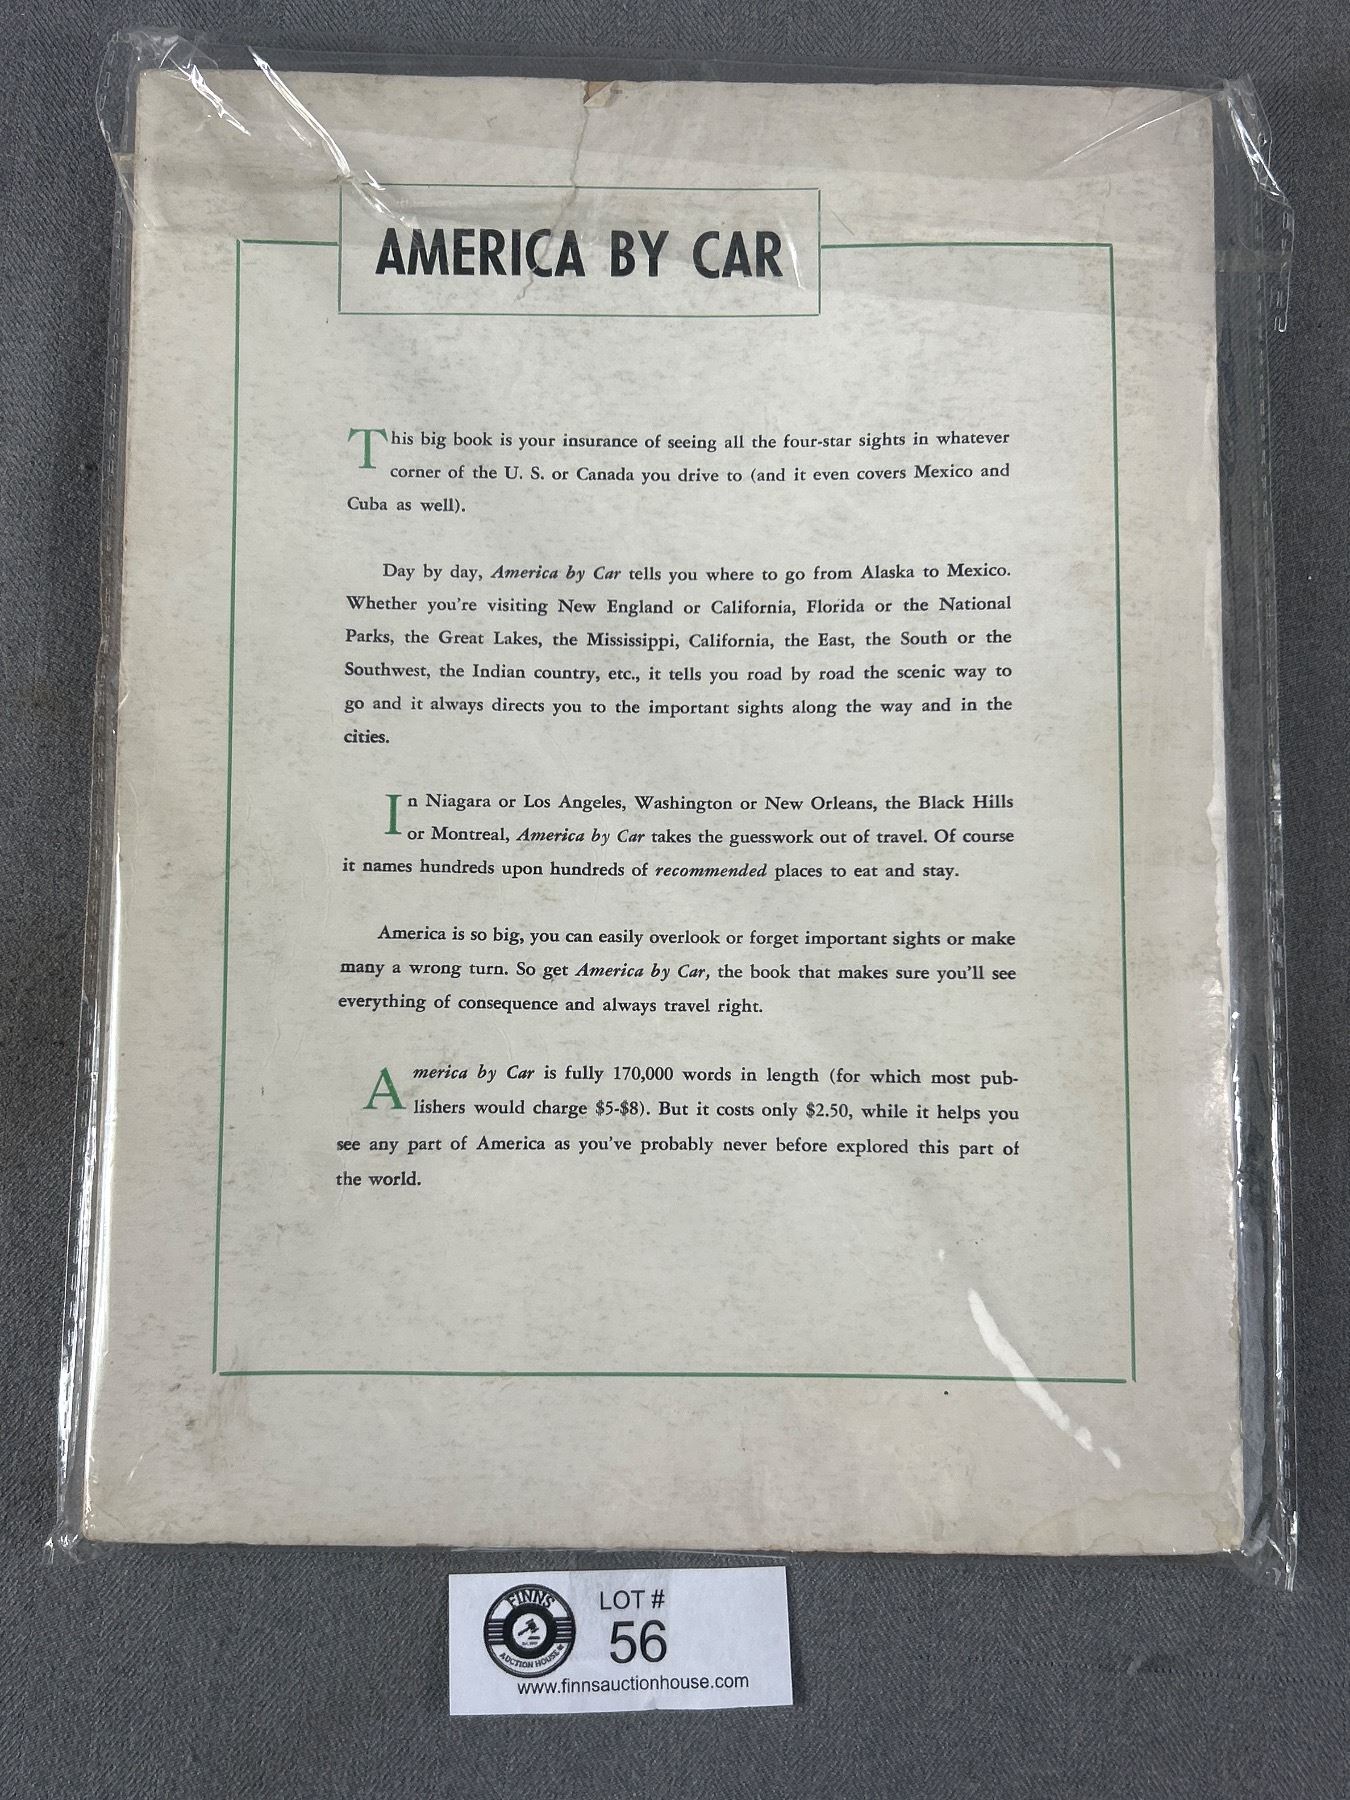 AMERICA BY CAR
This big book is your insurance of seeing all the four-star sights in whatever
corner of the U. S. or Canada you drive to (and it even covers Mexico and
Cuba as well).
Day by day, America by Car tells you where to go from Alaska to Mexico.
Whether you're visiting New England or California, Florida or the National
Parks, the Great Lakes, the Mississippi, California, the East, the South or the
Southwest, the Indian country, etc., it tells you road by road the scenic way to
go and it always directs you to the important sights along the way and in the
cities.
In Niagara or Los Angeles, Washington or New Orleans, the Black Hills
or Montreal, America by Car takes the guesswork out of travel. Of course
it names hundreds upon hundreds of recommended places to eat and stay.
America is so big, you can easily overlook or forget important sights or make
many a wrong turn. So get America by Car, the book that makes sure you'll see
everything of consequence and always travel right.
America by Car is fully 170,000 words in length (for which most pub-
lishers would charge $5-$8). But it costs only $2.50, while it helps you
see any part of America as you've probably never before explored this part of
the world.
FINNS
AUCTION HOUSE
LOT #
56
www.finnsauctionhouse.com